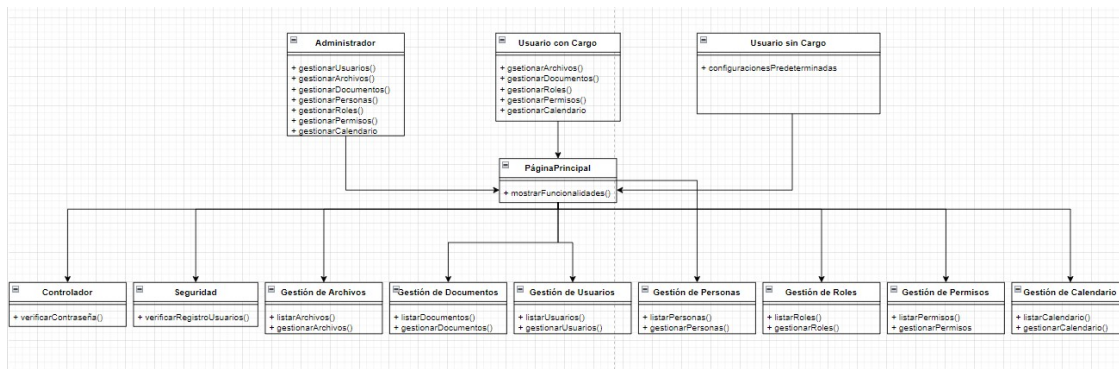 Administrador
+ gestionarUsuarios()
+ gestionarArchivos()
+ gestionarDocumentos()
+ gestionarPersonas()
+ gestionarRoles()
+ gestionarPermisos()
+ gestionarCalendario
Usuario con Cargo
+ gsetionarArchivos()
+ gestionarDocumentos()
+ gestionarRoles()
+ gestionarPermisos()
+ gestionarCalendario
Usuario sin Cargo
+ configuracionesPredeterminadas
PáginaPrincipal
+ mostrarFuncionalidades()
Controlador
+ verificarContraseña()
Seguridad
+ verificarRegistroUsuarios()
Gestión de Archivos
+ listarArchivos()
+ gestionarArchivos()
Gestión de Documentos
+ listarDocumentos()
+ gestionarDocumentos()
Gestión de Usuarios
+ listarUsuarios()
+ gestionarUsuarios()
Gestión de Personas
+ listarPersonas()
+ gestionarPersonas()
Gestión de Roles
+ listarRoles()
+ gestionarRoles()
Gestión de Permisos
+ listarPermisos()
+ gestionarPermisos
Gestión de Calendario
+ listarCalendario()
+ gestionarCalendario()